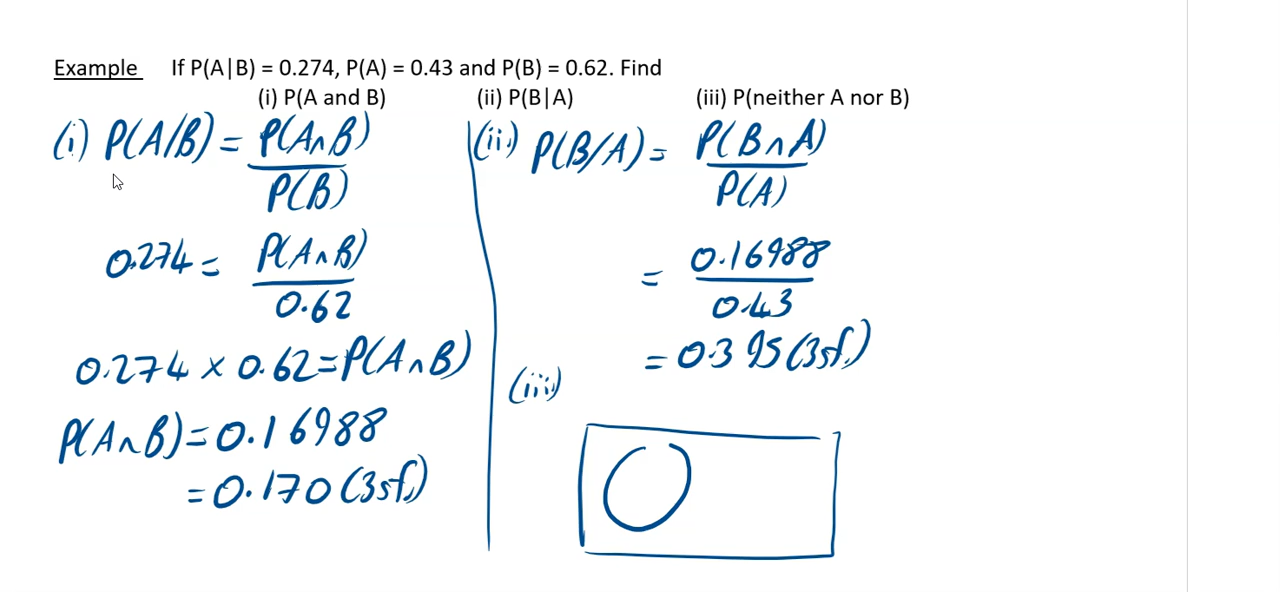 Example If P(A|B) = 0.274, P(A) = 0.43 and P(B) = 0.62. Find
(i) P(A and B) (ii) P(B|A) (iii) P(neither A nor B)
(i) P(A/B) = P(A∩B)
P(B)
0.274 = P(A∩B)
0.62
0.274 × 0.62 = P(A∩B)
P(A∩B) = 0.16988
= 0.170 (3sf.)
(ii) P(B/A) = P(B∩A)
P(A)
= 0.16988
0.43
= 0.395 (3sf.)
(iii)